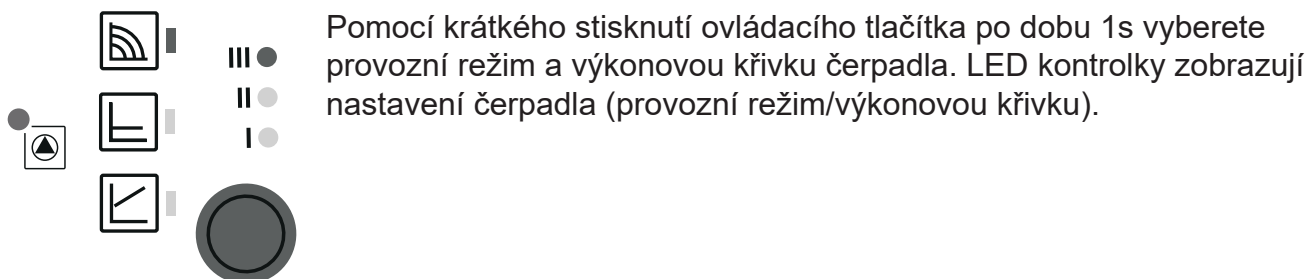 III
II
I
Pomocí krátkého stisknutí ovládacího tlačítka po dobu 1s vyberete
provozní režim a výkonovou křivku čerpadla. LED kontrolky zobrazují
nastavení čerpadla (provozní režim/výkonovou křivku).